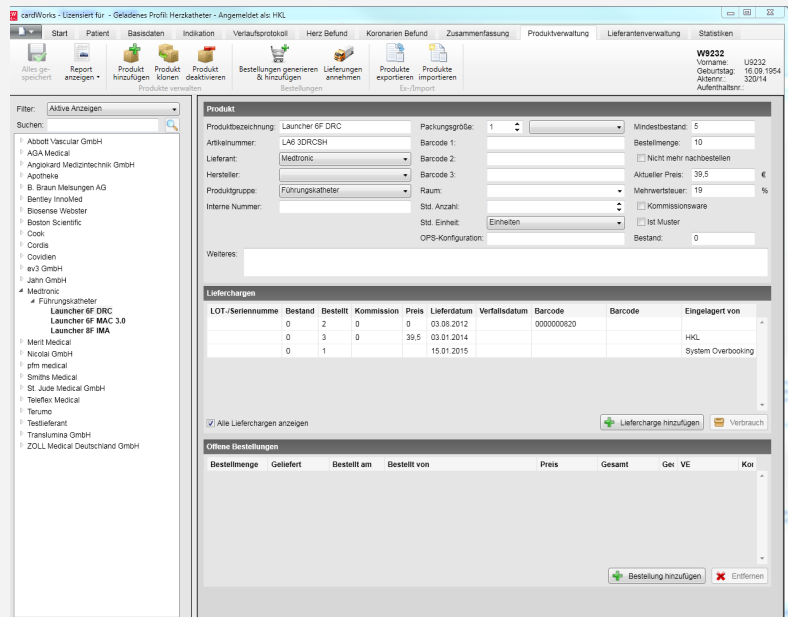 cardWorks - Lizensiert für - Geladenes Profil: Herzkatheter - Angemeldet als: HKL
Start Patient Basisdaten Indikation Verlaufsprotokoll Herz Befund Koronarien Befund Zusammenfassung Produktverwaltung Lieferantenverwaltung Statistiken
Alles ge-
speichert
Report
anzeigen
Produkt
hinzufügen
Produkt
klonen
Produkt
deaktivieren
Produkte verwalten
Bestellungen generieren
& hinzufügen
Lieferungen
annehmen
Bestellungen
Produkte
exportieren
Produkte
importieren
Ex-/Import
W9232
Vorname: U9232
Geburtstag: 16.09.1954
Aktennr.: 320/14
Aufenthaltsnr.:
Filter: Aktive Anzeigen
Suchen:
Abbott Vascular GmbH
AGA Medical
Angiokard Medizintechnik GmbH
Apotheke
B. Braun Melsungen AG
Bentley InnoMed
Biosense Webster
Boston Scientific
Cook
Cordis
Covidien
ev3 GmbH
Jahn GmbH
Medtronic
Führungskatheter
Launcher 6F DRC
Launcher 6F MAC 3.0
Launcher 8F IMA
Merit Medical
Nicolai GmbH
pfm medical
Smiths Medical
St. Jude Medical GmbH
Teleflex Medical
Terumo
Testlieferant
Translumina GmbH
ZOLL Medical Deutschland GmbH
Produkt
Produktbezeichnung: Launcher 6F DRC Packungsgröße: 1 Mindestbestand: 5
Artikelnummer: LA6 3DRCSH Barcode 1: Bestellmenge: 10
Lieferant: Medtronic Barcode 2: Nicht mehr nachbestellen
Hersteller: Barcode 3: Aktueller Preis: 39,5 €
Produktgruppe: Führungskatheter Raum: Mehrwertsteuer: 19 %
Interne Nummer: Std. Anzahl: Kommissionsware
Std. Einheit: Einheiten Ist Muster
OPS-Konfiguration: Bestand: 0
Weiteres:
Lieferchargen
LOT-/Seriennumme Bestand Bestellt Kommission Preis Lieferdatum Verfallsdatum Barcode Barcode Eingelagert von
0 2 0 0 03.08.2012 0000000820
0 3 0 39,5 03.01.2014 HKL
0 1 15.01.2015 System Overbooking
Alle Lieferchargen anzeigen Liefercharge hinzufügen Verbrauch
Offene Bestellungen
Bestellmenge Geliefert Bestellt am Bestellt von Preis Gesamt Ge VE Kor
Bestellung hinzufügen Entfernen